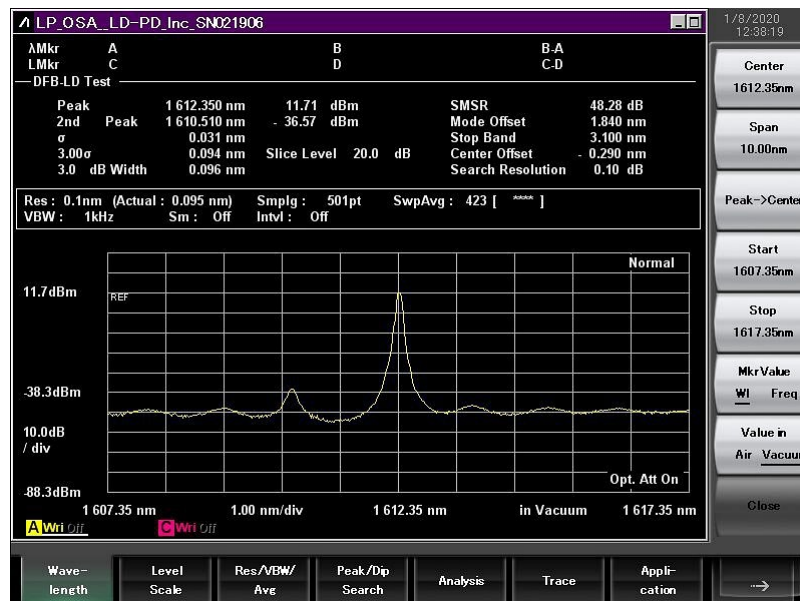 LP_OSA__LD-PD_Inc_SN021906
1/8/2020
12:38:19
λMkr A B B-A
LMkr C D C-D
DFB-LD Test
Peak 1 612.350 nm 11.71 dBm SMSR 48.28 dB
2nd Peak 1 610.510 nm - 36.57 dBm Mode Offset 1.840 nm
σ 0.031 nm Stop Band 3.100 nm
3.00σ 0.094 nm Slice Level 20.0 dB Center Offset - 0.290 nm
3.0 dB Width 0.096 nm Search Resolution 0.10 dB
Res : 0.1nm (Actual : 0.095 nm) Smplg : 501pt SwpAvg : 423 [ **** ]
VBW : 1kHz Sm : Off Intvl : Off
Normal
11.7dBm
REF
-38.3dBm
10.0dB
/ div
Opt. Att On
-88.3dBm
1 607.35 nm 1.00 nm/div 1 612.35 nm in Vacuum 1 617.35 nm
A Wri Off C Wri Off
Center
1612.35nm
Span
10.00nm
Peak->Center
Start
1607.35nm
Stop
1617.35nm
Mkr Value
Wl Freq
Value in
Air Vacuum
Close
Wave-
length
Level
Scale
Res/VBW/
Avg
Peak/Dip
Search
Analysis
Trace
Appli-
cation